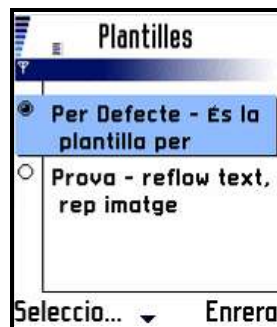 Plantilles
Per Defecte - És la
plantilla per
Prova - reflow text,
rep imatge
Seleccio... Enrera